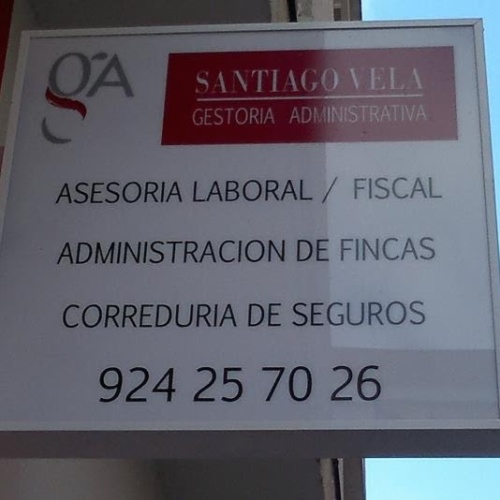 gA
SANTIAGO VELA
GESTORIA ADMINISTRATIVA
ASESORIA LABORAL / FISCAL
ADMINISTRACION DE FINCAS
CORREDURIA DE SEGUROS
924 25 70 26